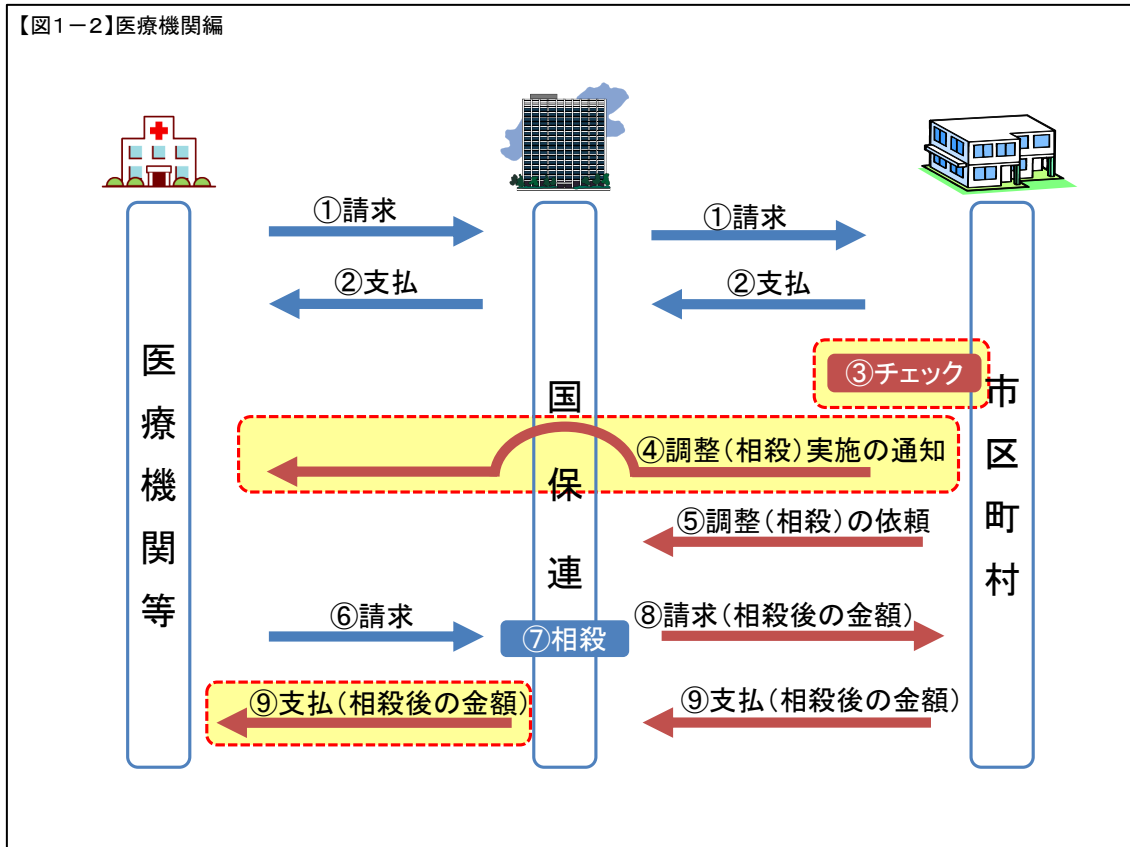 【図1-2】医療機関編
①請求
①請求
②支払
②支払
③チェック
④調整(相殺)実施の通知
⑤調整(相殺)の依頼
⑥請求
⑦相殺
⑧請求(相殺後の金額)
⑨支払(相殺後の金額)
⑨支払(相殺後の金額)
医療機関等
国保連
市区町村